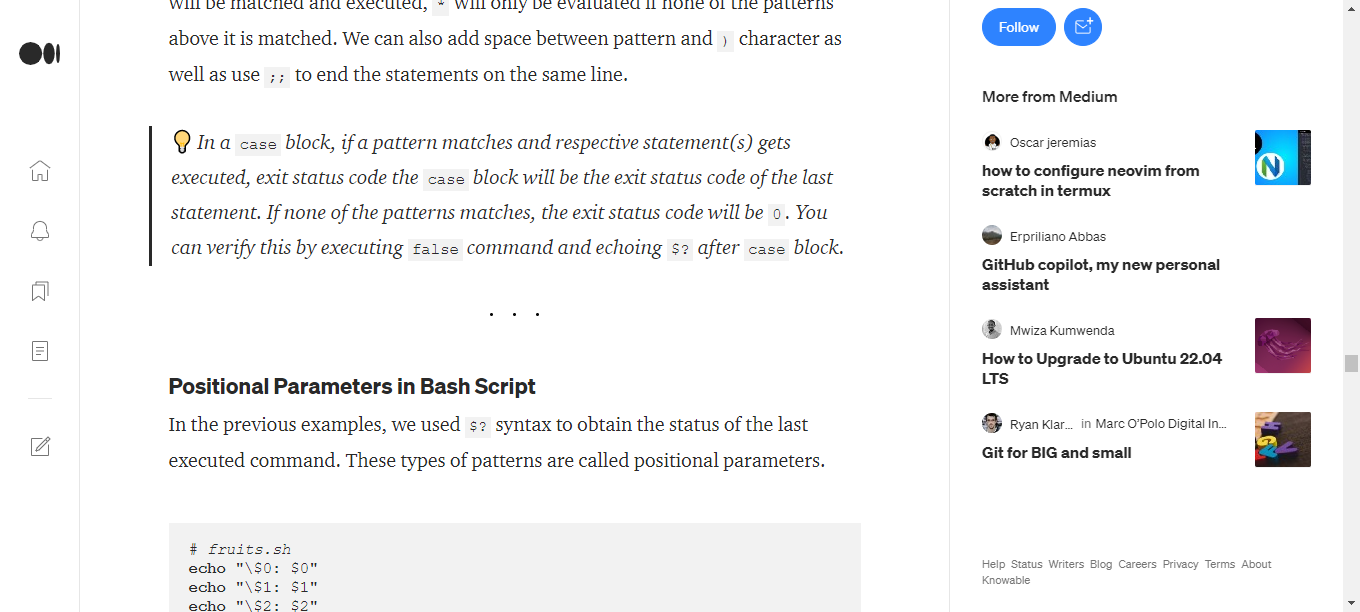 will be matched and executed, * will only be evaluated if none of the patterns
above it is matched. We can also add space between pattern and ) character as
well as use ;; to end the statements on the same line.
In a case block, if a pattern matches and respective statement(s) gets
executed, exit status code the case block will be the exit status code of the last
statement. If none of the patterns matches, the exit status code will be 0. You
can verify this by executing false command and echoing $? after case block.
. . .
Positional Parameters in Bash Script
In the previous examples, we used $? syntax to obtain the status of the last
executed command. These types of patterns are called positional parameters.
# fruits.sh
echo "\$0: $0"
echo "\$1: $1"
echo "\$2: $2"
Follow
More from Medium
Oscar jeremias
how to configure neovim from
scratch in termux
Erpriliano Abbas
GitHub copilot, my new personal
assistant
Mwiza Kumwenda
How to Upgrade to Ubuntu 22.04
LTS
Ryan Klar... in Marc O'Polo Digital In...
Git for BIG and small
Help Status Writers Blog Careers Privacy Terms About
Knowable